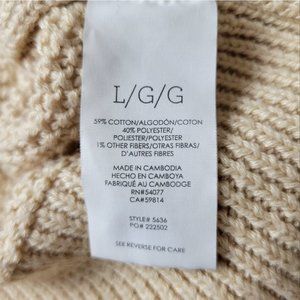 L/G/G
59% COTTON/ALGODÓN/COTON
40% POLYESTER/
POLIESTER/POLYESTER
1% OTHER FIBERS/OTRAS FIBRAS/
D'AUTRES FIBRES
MADE IN CAMBODIA
HECHO EN CAMBOYA
FABRIQUÉ AU CAMBODGE
RN#54077
CA#59814
STYLE# 5636
PO# 222502
SEE REVERSE FOR CARE